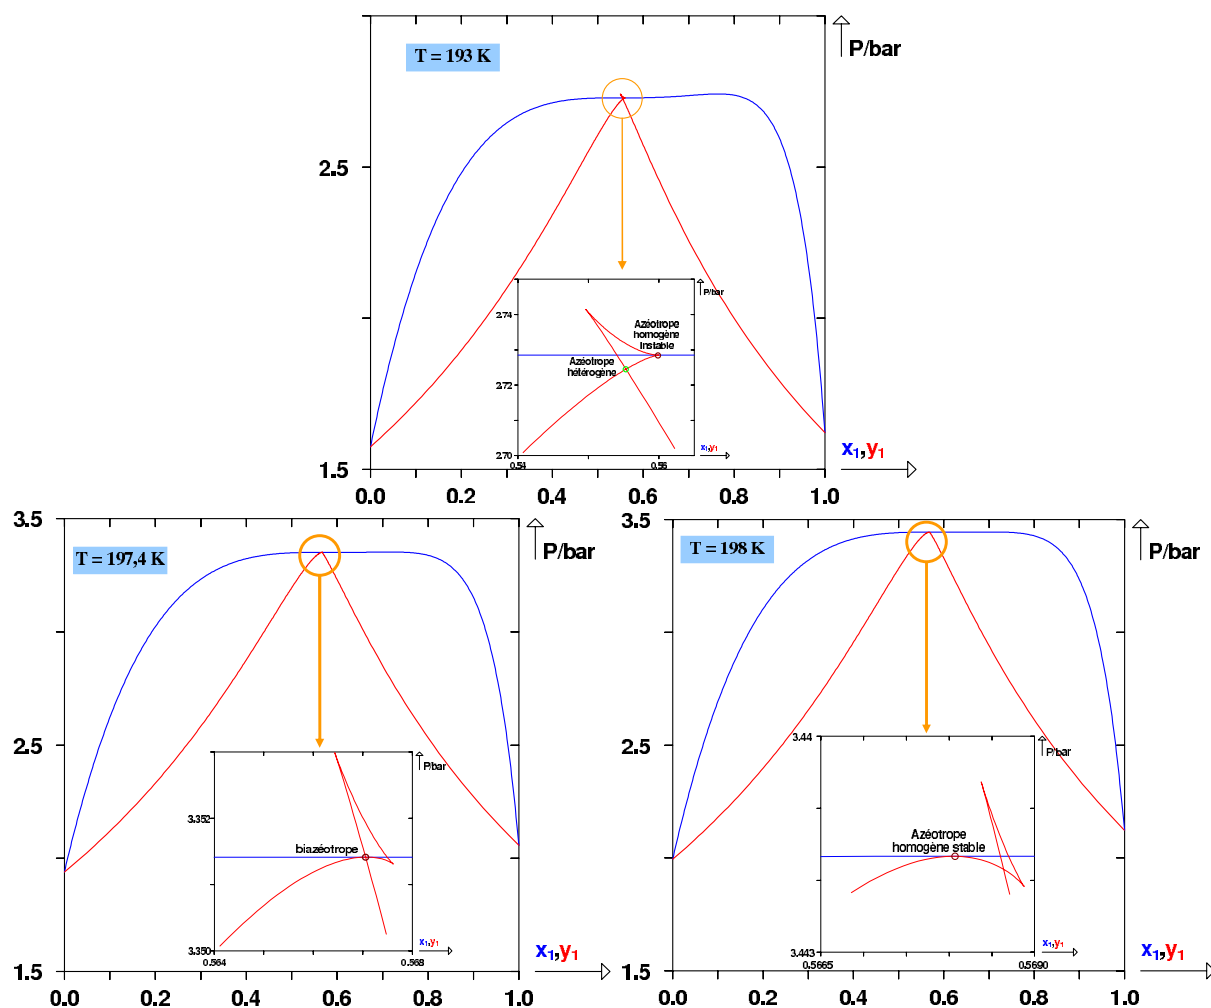 T = 193 K
P/bar
2.5
1.5
0.0 0.2 0.4 0.6 0.8 1.0
x1,y1
P/bar
2.74
2.72
2.70
0.54 0.56
Azéotrope
homogène
instable
Azéotrope
hétérogène
x1,y1
T = 197,4 K
P/bar
3.5
2.5
1.5
0.0 0.2 0.4 0.6 0.8 1.0
x1,y1
P/bar
3.352
3.350
0.564 0.568
biazéotrope
x1,y1
T = 198 K
P/bar
3.5
2.5
1.5
0.0 0.2 0.4 0.6 0.8 1.0
x1,y1
P/bar
3.44
3.443
0.5665 0.5690
Azéotrope
homogène stable
x1,y1